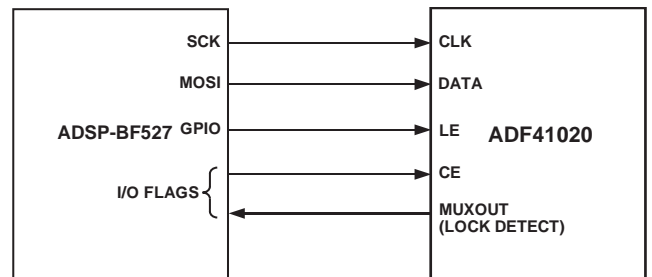 SCK
CLK
MOSI
DATA
ADSP-BF527
GPIO
LE
ADF41020
I/O FLAGS
CE
MUXOUT
(LOCK DETECT)